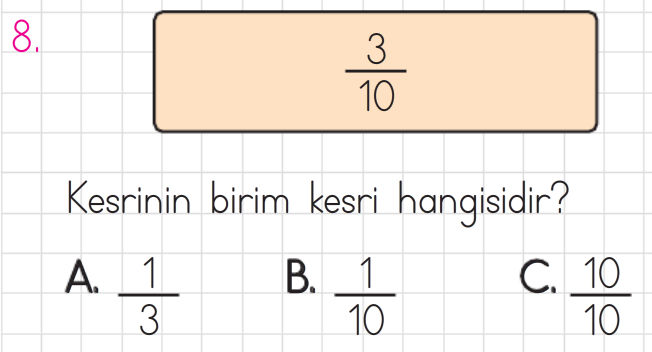 8.
3
10
Kesrinin birim kesri hangisidir?
A. 1/3 B. 1/10 C. 10/10